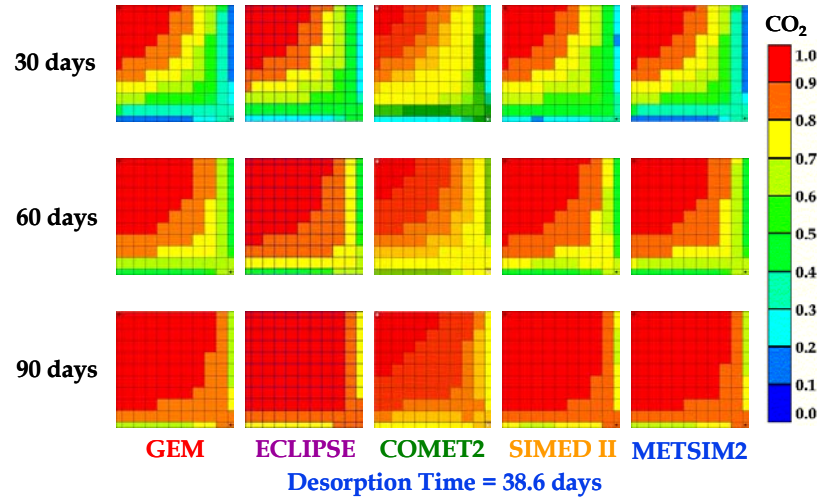 CO₂
30 days
60 days
90 days
1.0
0.9
0.8
0.7
0.6
0.5
0.4
0.3
0.2
0.1
0.0
GEM ECLIPSE COMET2 SIMED II METSIM2
Desorption Time = 38.6 days